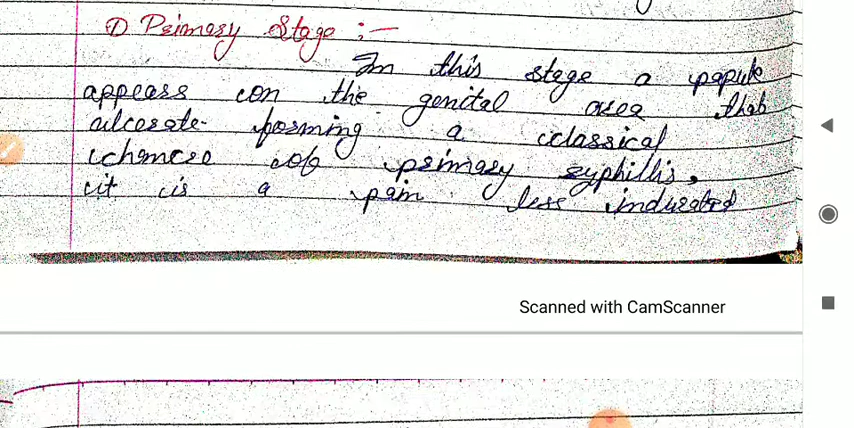 ① Primary Stage :-
In this stage a papule
appears on the genital area that
ulcerate forming a classical
chancre of primary syphillis,
it is a pain less indurated
Scanned with CamScanner